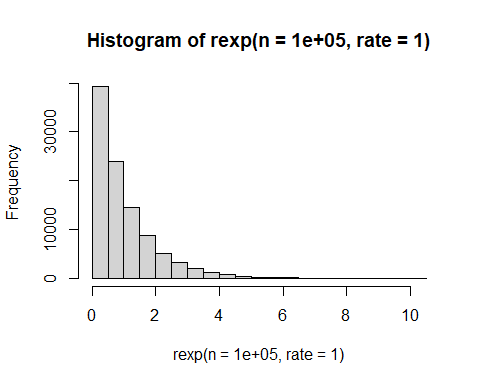 Histogram of rexp(n = 1e+05, rate = 1)
Frequency
30000
10000
0
0 2 4 6 8 10
rexp(n = 1e+05, rate = 1)